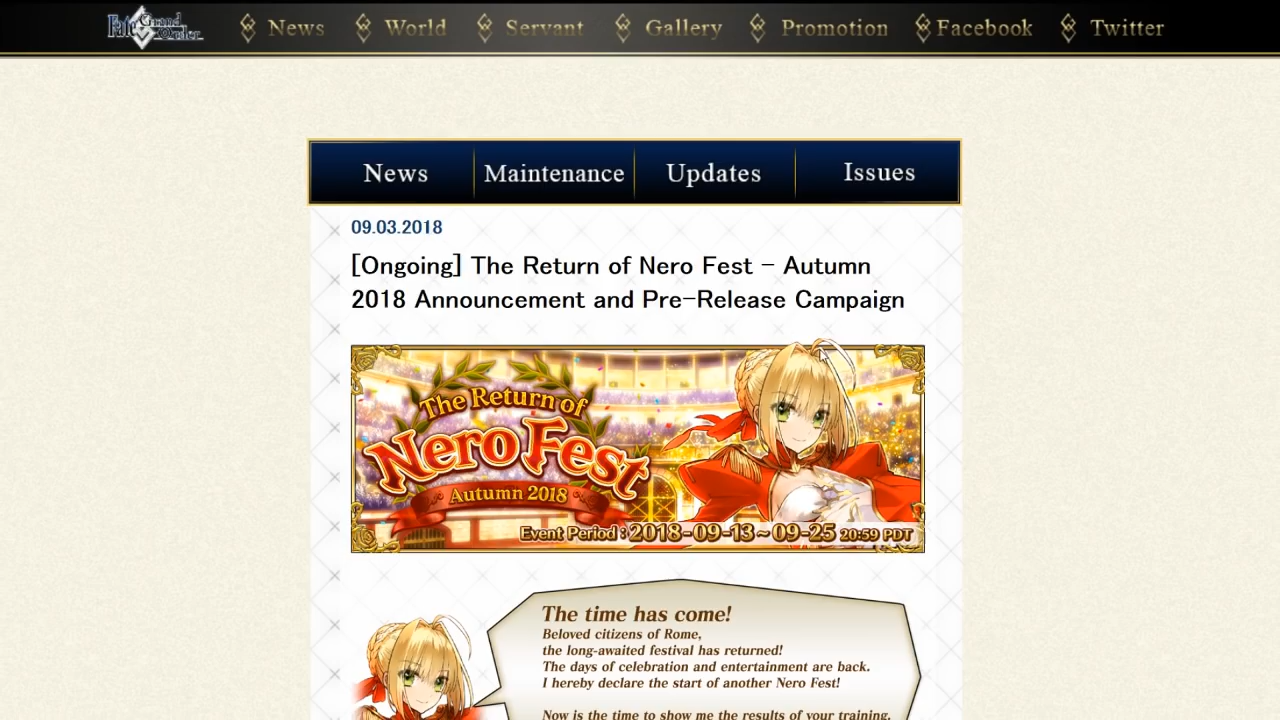 Fate Grand Order News World Servant Gallery Promotion Facebook Twitter
News Maintenance Updates Issues
09.03.2018
[Ongoing] The Return of Nero Fest - Autumn
2018 Announcement and Pre-Release Campaign
The Return of
Nero Fest
Autumn 2018
Event Period : 2018-09-13~09-25 20:59 PDT
The time has come!
Beloved citizens of Rome,
the long-awaited festival has returned!
The days of celebration and entertainment are back.
I hereby declare the start of another Nero Fest!
Now is the time to show me the results of your training.